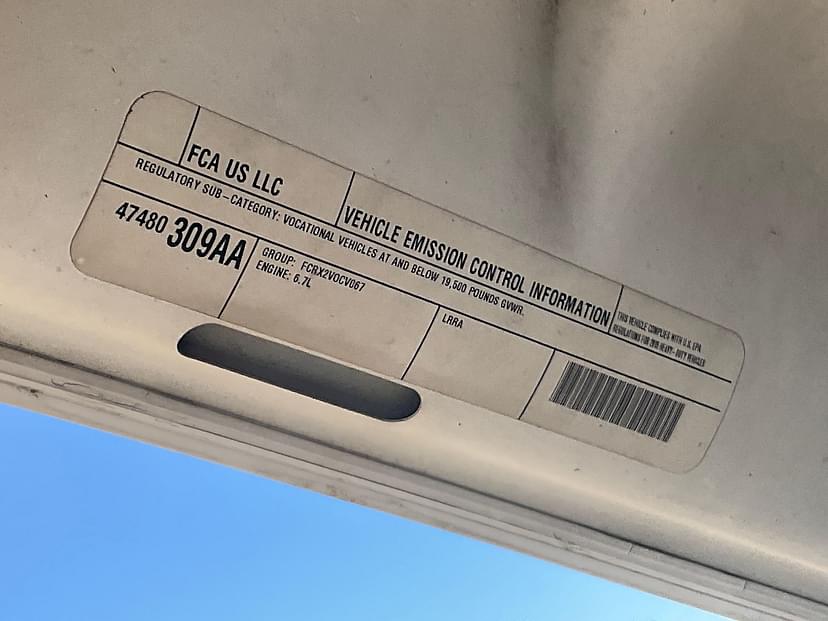 FCA US LLC
VEHICLE EMISSION CONTROL INFORMATION
THIS VEHICLE COMPLIES WITH U.S. EPA
REGULATIONS FOR 2015 HEAVY-DUTY VEHICLES
REGULATORY SUB-CATEGORY: VOCATIONAL VEHICLES AT AND BELOW 19,500 POUNDS GVWR.
47480 309AA
GROUP: FCRX2VOCV067
ENGINE: 6.7L
LRRA